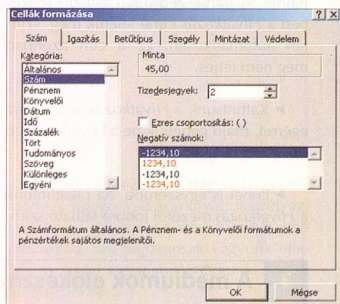 Cellák formázása
Szám Igazítás Betűtípus Szegély Mintázat Védelem
Kategória:
Általános
Szám
Pénznem
Könyvelői
Dátum
Idő
Százalék
Tört
Tudományos
Szöveg
Különleges
Egyéni
Minta
45,00
Tizedesjegyek: 2
Ezres csoportosítás: ( )
Negatív számok:
-1234,10
1234,10
-1234,10
-1234,10
A Számformátum általános. A Pénznem- és a Könyvelői formátumok a
pénzértékek sajátos megjelenítői.
OK Mégse